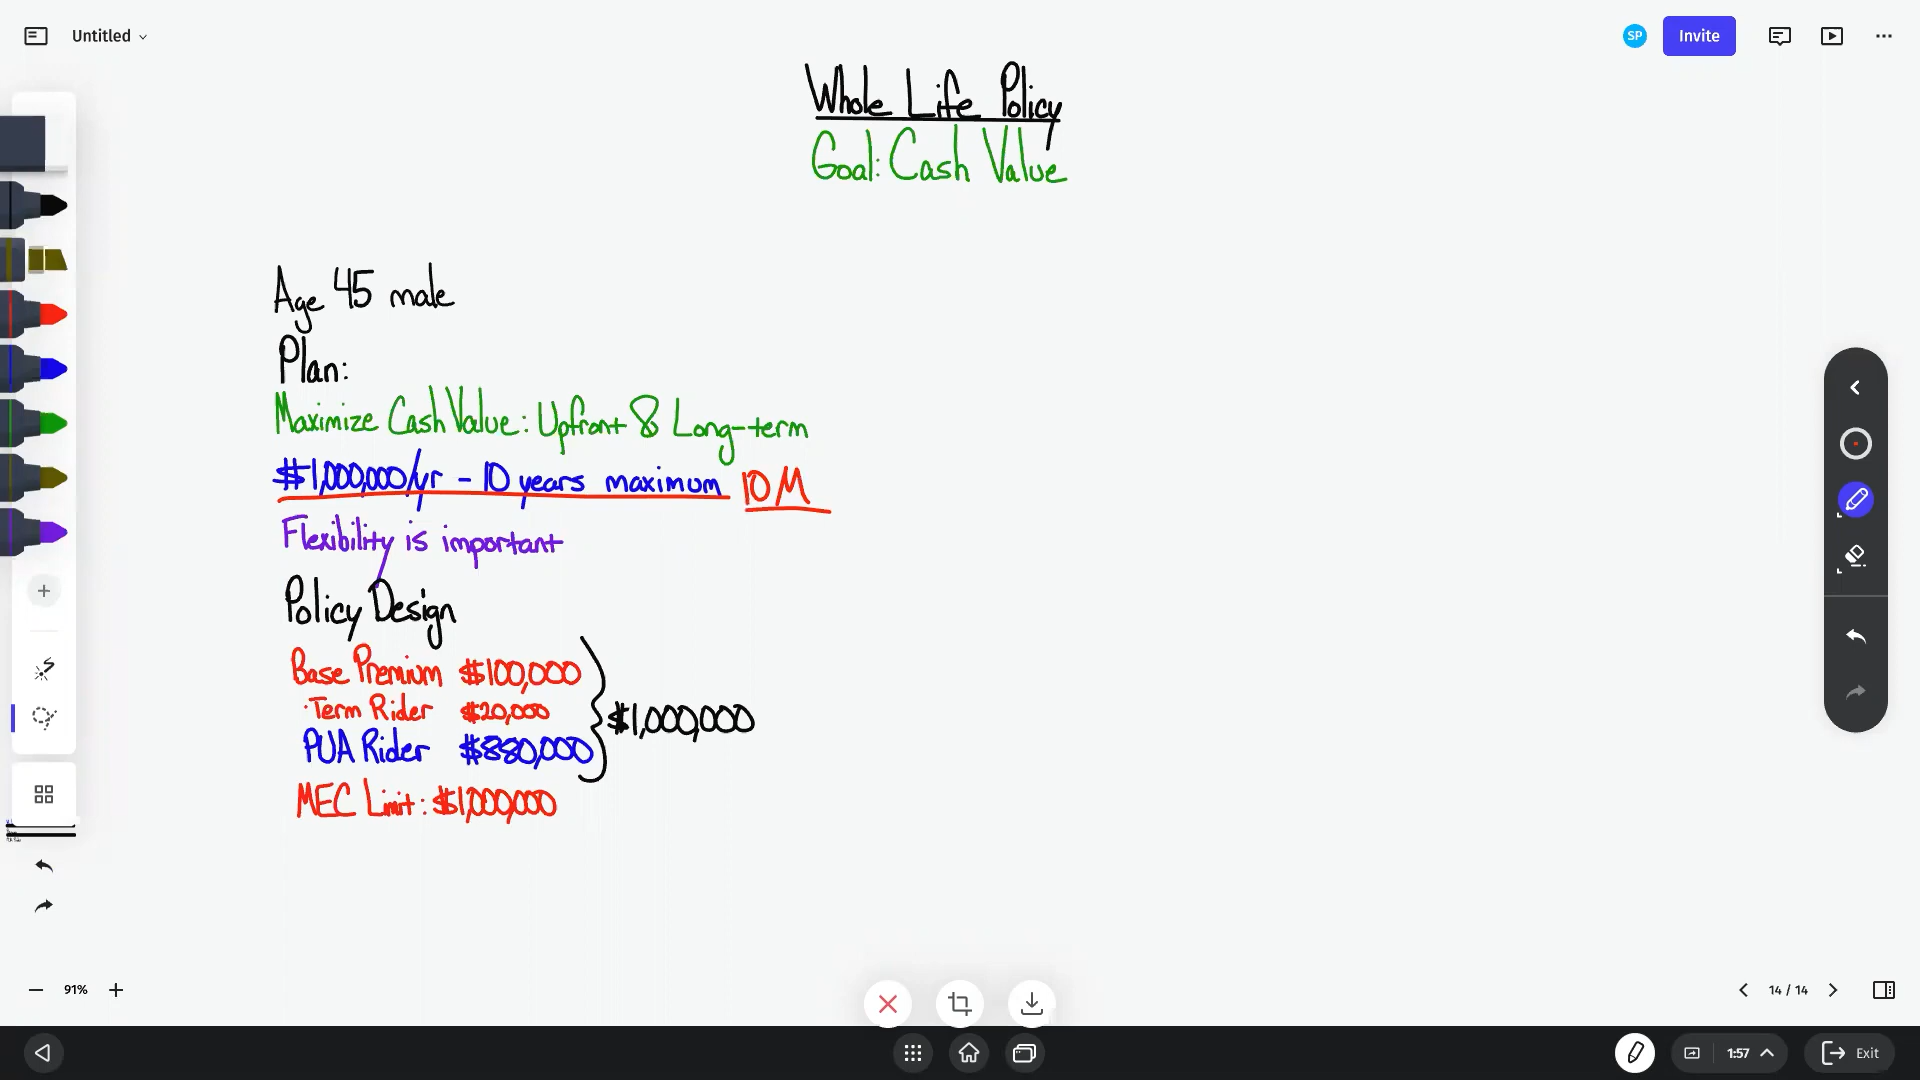 Untitled
SP
Invite
Whole Life Policy
Goal: Cash Value
Age 45 male
Plan:
Maximize Cash Value: Upfront & Long-term
$1,000,000/yr - 10 years maximum 10 M
Flexibility is important
Policy Design
Base Premium $100,000
· Term Rider $20,000
$1,000,000
PUA Rider $880,000
MEC Limit: $1,000,000
91%
14 / 14
1:57
Exit